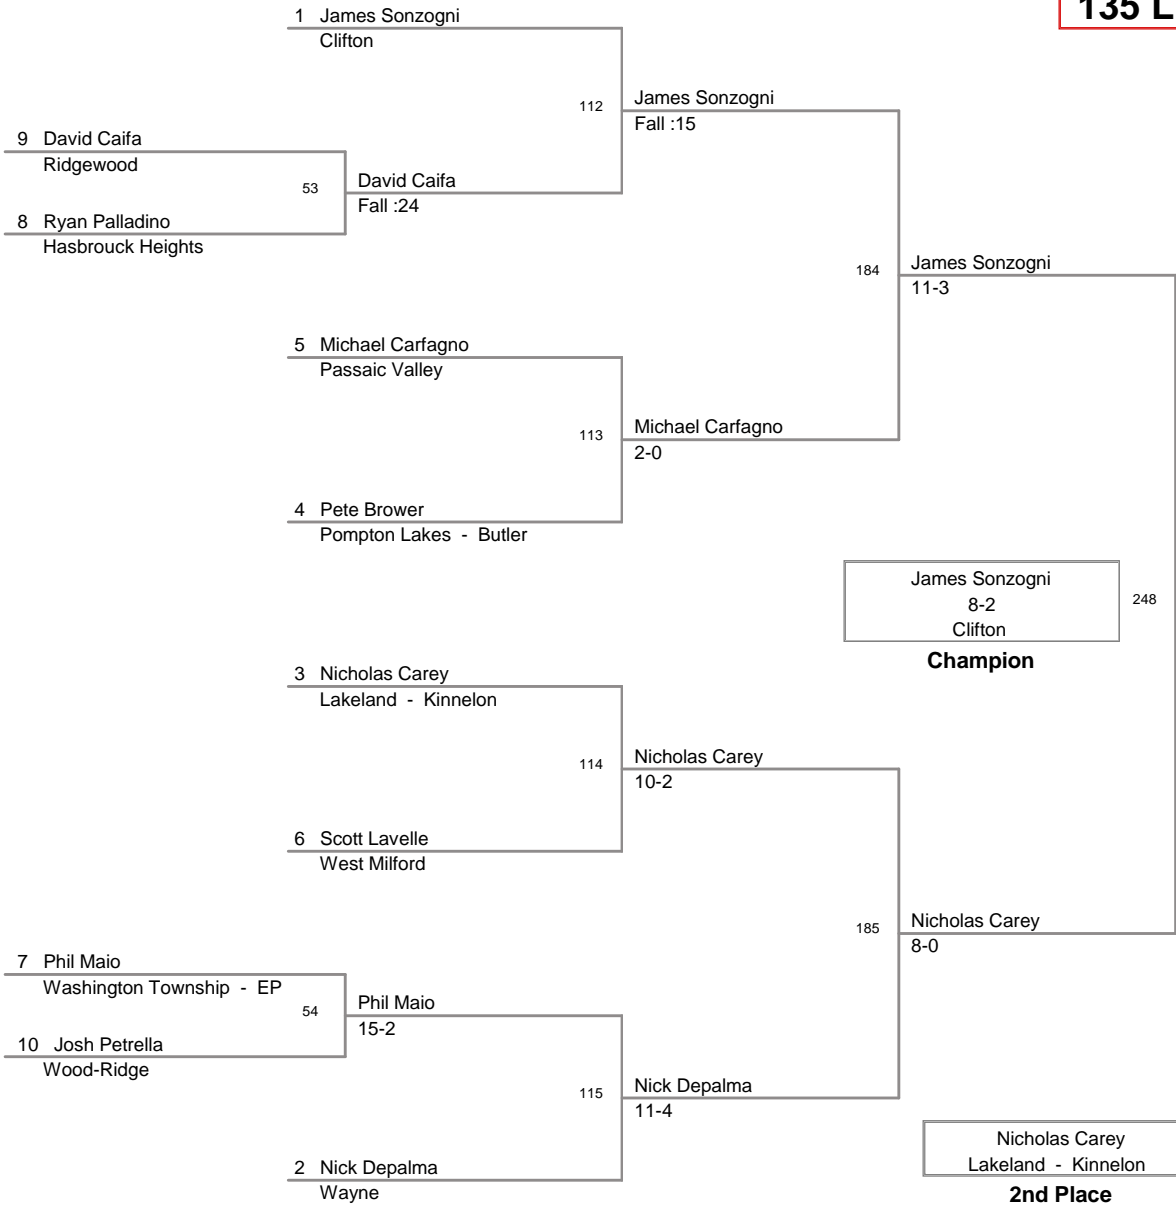 135 L
1 James Sonzogni
Clifton
112
James Sonzogni
Fall :15
9 David Caifa
Ridgewood
53
David Caifa
Fall :24
8 Ryan Palladino
Hasbrouck Heights
184
James Sonzogni
11-3
5 Michael Carfagno
Passaic Valley
113
Michael Carfagno
2-0
4 Pete Brower
Pompton Lakes - Butler
James Sonzogni
8-2
Clifton
248
Champion
3 Nicholas Carey
Lakeland - Kinnelon
114
Nicholas Carey
10-2
6 Scott Lavelle
West Milford
185
Nicholas Carey
8-0
7 Phil Maio
Washington Township - EP
54
Phil Maio
15-2
10 Josh Petrella
Wood-Ridge
115
Nick Depalma
11-4
2 Nick Depalma
Wayne
Nicholas Carey
Lakeland - Kinnelon
2nd Place